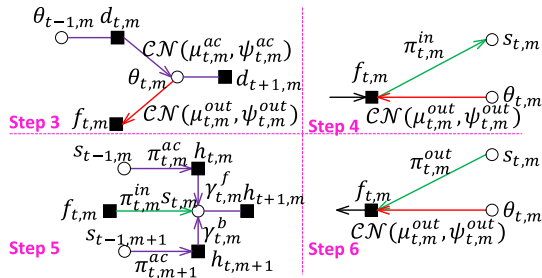 θ_{t-1,m} d_{t,m}
𝒞𝒩(μ^{ac}_{t,m}, ψ^{ac}_{t,m})
θ_{t,m} d_{t+1,m}
𝒞𝒩(μ^{out}_{t,m}, ψ^{out}_{t,m})
f_{t,m}
Step 3
π^{in}_{t,m} s_{t,m}
f_{t,m}
θ_{t,m}
𝒞𝒩(μ^{out}_{t,m}, ψ^{out}_{t,m})
Step 4
s_{t-1,m} π^{ac}_{t,m} h_{t,m}
γ^{f}_{t,m} h_{t+1,m}
f_{t,m} π^{in}_{t,m} s_{t,m}
γ^{b}_{t,m}
s_{t-1,m+1}
π^{ac}_{t,m+1} h_{t,m+1}
Step 5
π^{out}_{t,m} s_{t,m}
f_{t,m}
θ_{t,m}
𝒞𝒩(μ^{out}_{t,m}, ψ^{out}_{t,m})
Step 6